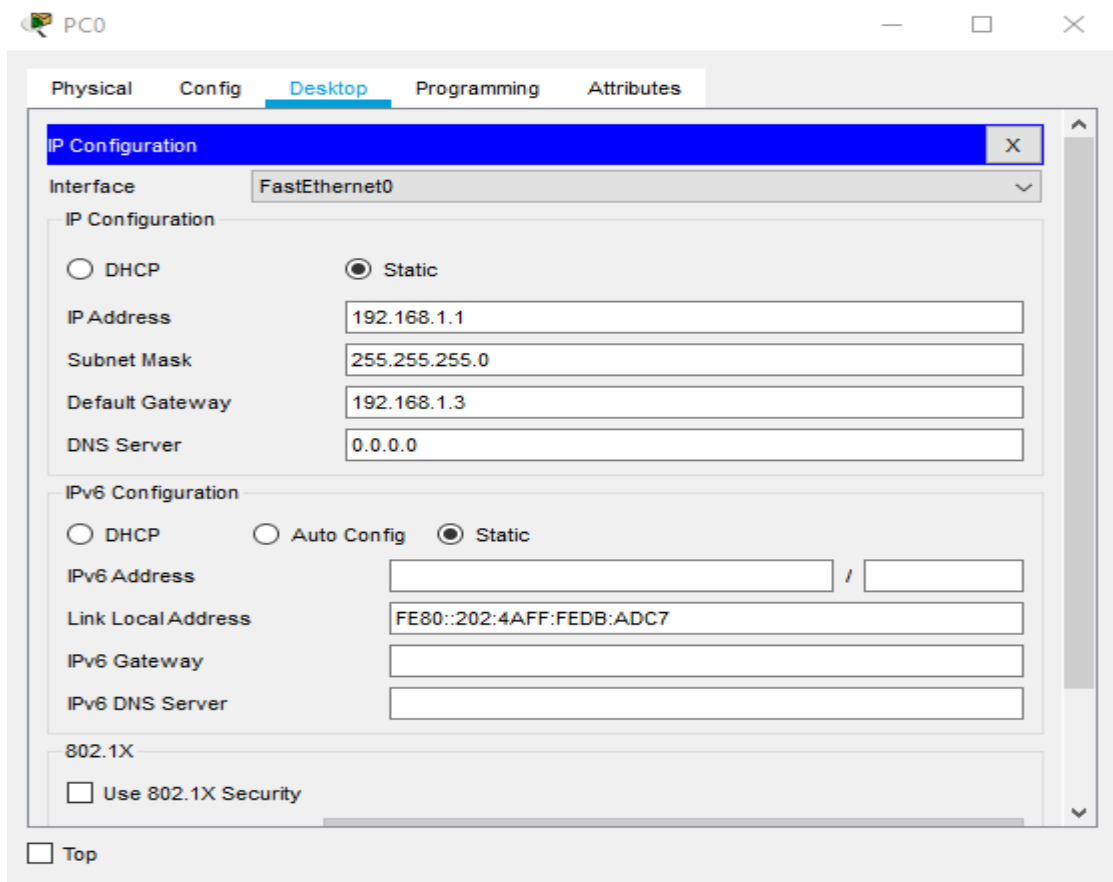 PC0
Physical Config Desktop Programming Attributes
IP Configuration X
Interface FastEthernet0
IP Configuration
DHCP Static
IP Address 192.168.1.1
Subnet Mask 255.255.255.0
Default Gateway 192.168.1.3
DNS Server 0.0.0.0
IPv6 Configuration
DHCP Auto Config Static
IPv6 Address /
Link Local Address FE80::202:4AFF:FEDB:ADC7
IPv6 Gateway
IPv6 DNS Server
802.1X
Use 802.1X Security
Top